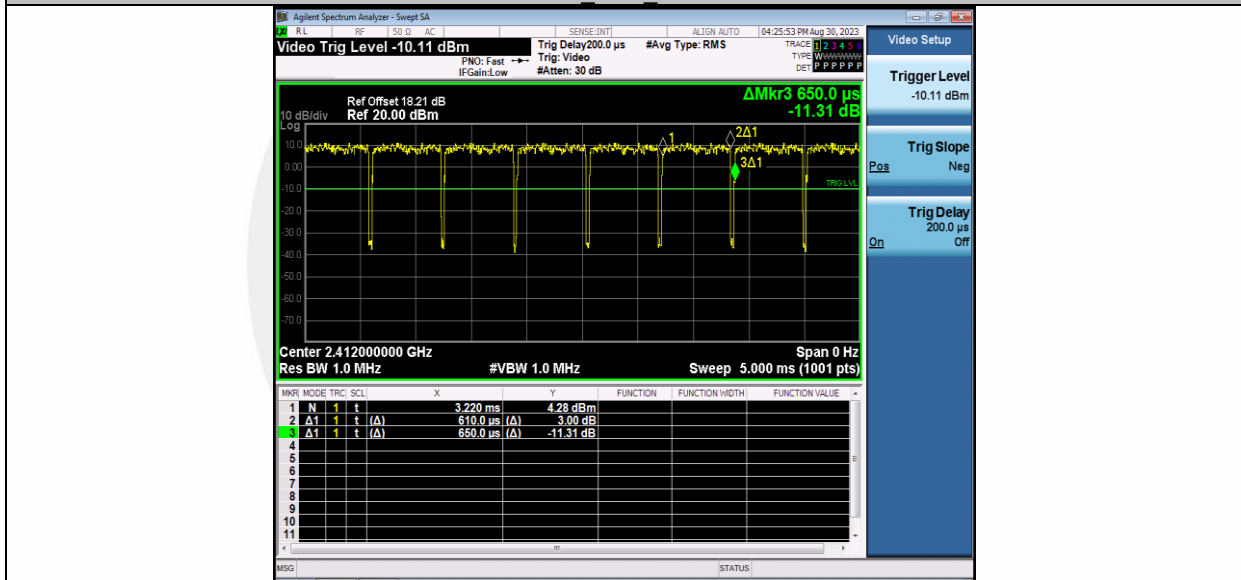 Agilent Spectrum Analyzer - Swept SA
RL RF 50 Ω AC SENSE:INT ALIGN AUTO 04:25:53 PM Aug 30, 2023
Video Trig Level -10.11 dBm
Trig Delay200.0 µs #Avg Type: RMS
TRACE 1 2 3 4 5 6
PNO: Fast Trig: Video
TYPE WWWWWW
IFGain:Low #Atten: 30 dB
DET P P P P P P
Ref Offset 18.21 dB
10 dB/div Ref 20.00 dBm
ΔMkr3 650.0 µs
-11.31 dB
Log
10.0
0.00
-10.0
-20.0
-30.0
-40.0
-50.0
-60.0
-70.0
1
2Δ1
3Δ1
TRIG LVL
Center 2.412000000 GHz Span 0 Hz
Res BW 1.0 MHz #VBW 1.0 MHz Sweep 5.000 ms (1001 pts)
MKR MODE TRC SCL X Y FUNCTION FUNCTION WIDTH FUNCTION VALUE
1 N 1 t 3.220 ms 4.28 dBm
2 Δ1 1 t (Δ) 610.0 µs (Δ) 3.00 dB
3 Δ1 1 t (Δ) 650.0 µs (Δ) -11.31 dB
4
5
6
7
8
9
10
11
MSG STATUS
Video Setup
Trigger Level
-10.11 dBm
Trig Slope
Pos Neg
Trig Delay
200.0 µs
On Off